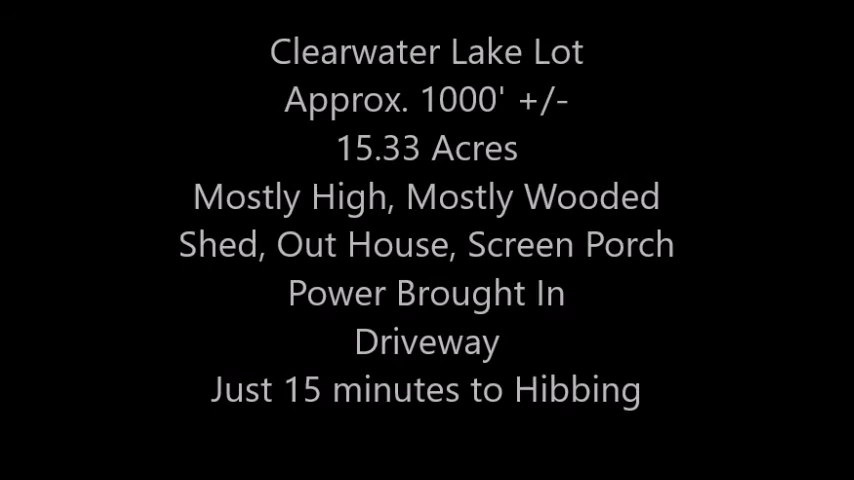 Clearwater Lake Lot
Approx. 1000' +/-
15.33 Acres
Mostly High, Mostly Wooded
Shed, Out House, Screen Porch
Power Brought In
Driveway
Just 15 minutes to Hibbing